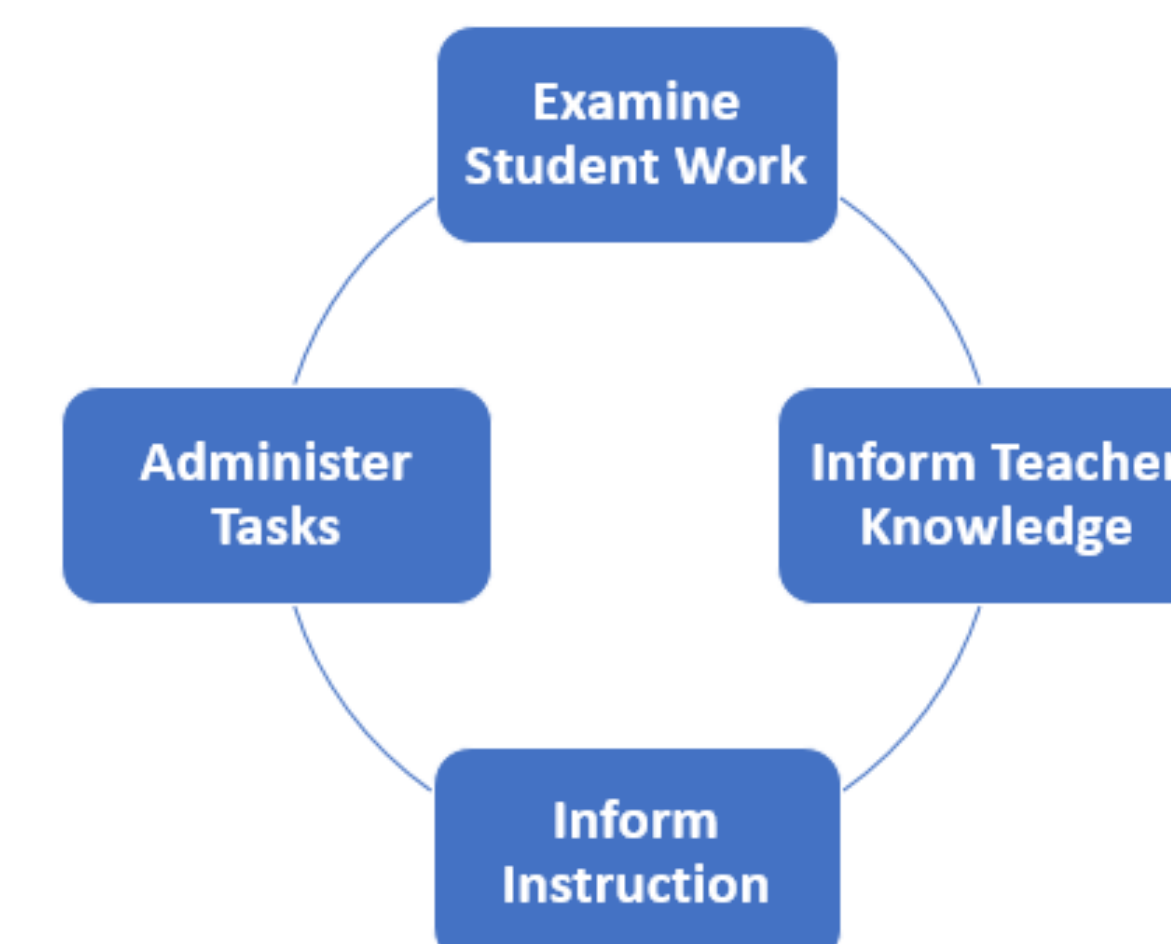 Examine
Student Work
Administer
Tasks
Inform Teacher
Knowledge
Inform
Instruction